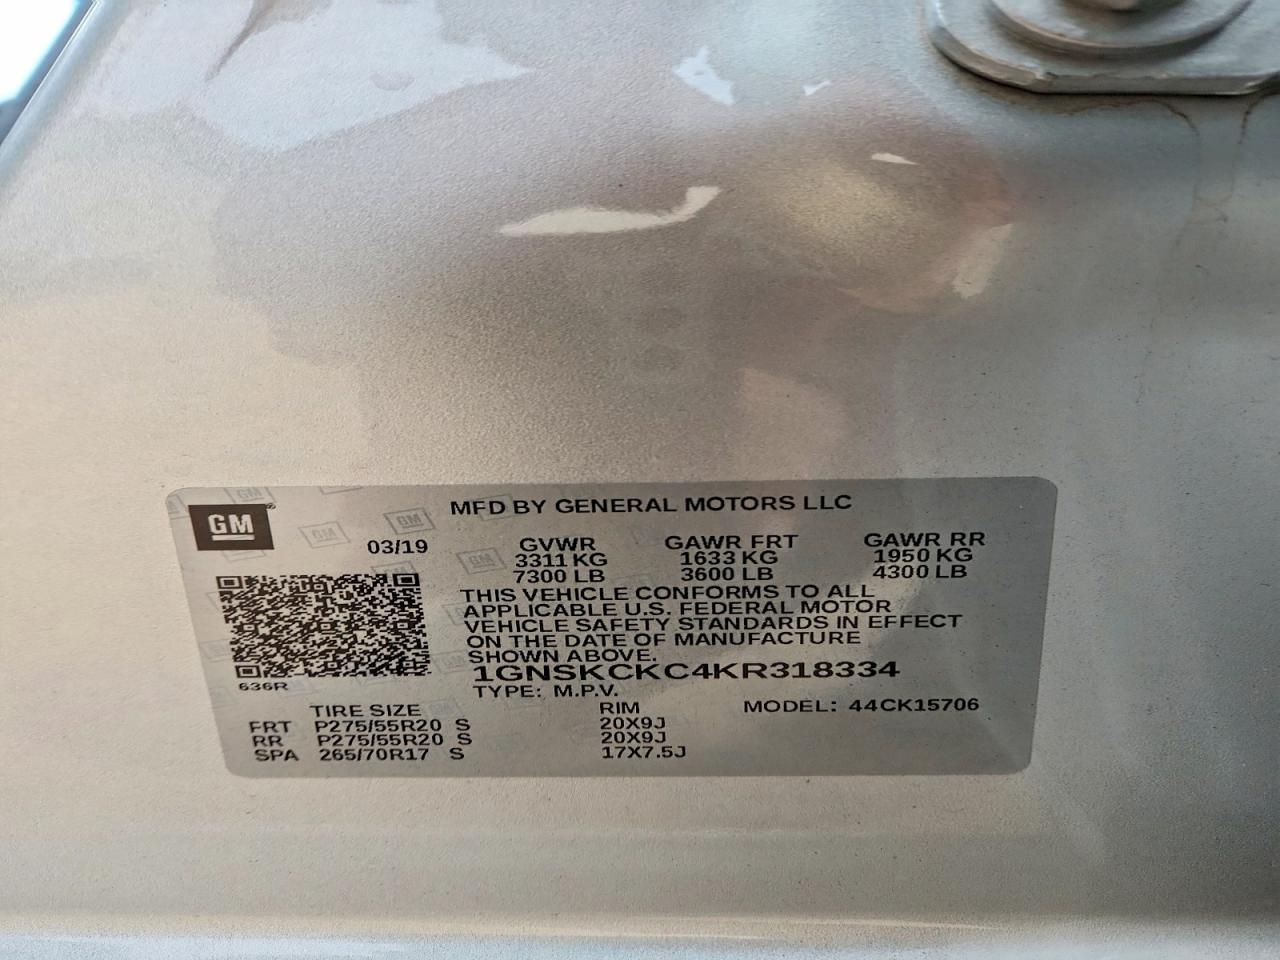 MFD BY GENERAL MOTORS LLC
GM
03/19
GVWR GAWR FRT GAWR RR
3311 KG 1633 KG 1950 KG
7300 LB 3600 LB 4300 LB
THIS VEHICLE CONFORMS TO ALL
APPLICABLE U.S. FEDERAL MOTOR
VEHICLE SAFETY STANDARDS IN EFFECT
ON THE DATE OF MANUFACTURE
SHOWN ABOVE.
1GNSKCKC4KR318334
636R
TYPE: M.P.V.
TIRE SIZE RIM MODEL: 44CK15706
FRT P275/55R20 S 20X9J
RR P275/55R20 S 20X9J
SPA 265/70R17 S 17X7.5J